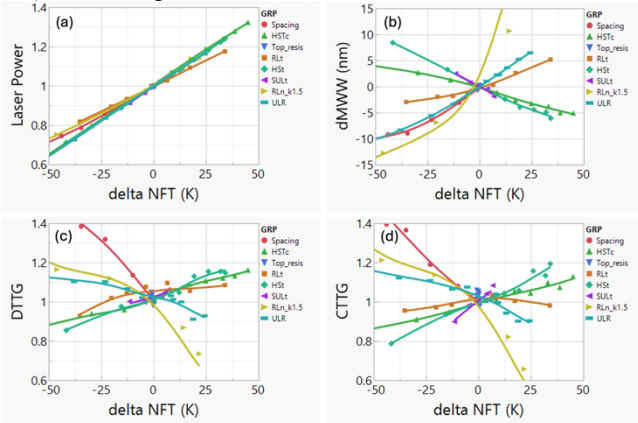 (a)
Laser Power
1.4
1.2
1.0
0.8
0.6
-50 -25 0 25 50
delta NFT (K)
GRP
Spacing
HSTc
Top_resis
RLt
HSt
SULt
RLn_k1.5
ULR
(b)
dMWW (nm)
15
10
5
0
-5
-10
-15
-50 -25 0 25 50
delta NFT (K)
GRP
Spacing
HSTc
Top_resis
RLt
HSt
SULt
RLn_k1.5
ULR
(c)
DTTG
1.4
1.2
1
0.8
0.6
-50 -25 0 25 50
delta NFT (K)
GRP
Spacing
HSTc
Top_resis
RLt
HSt
SULt
RLn_k1.5
ULR
(d)
CTTG
1.4
1.2
1
0.8
0.6
-50 -25 0 25 50
delta NFT (K)
GRP
Spacing
HSTc
Top_resis
RLt
HSt
SULt
RLn_k1.5
ULR